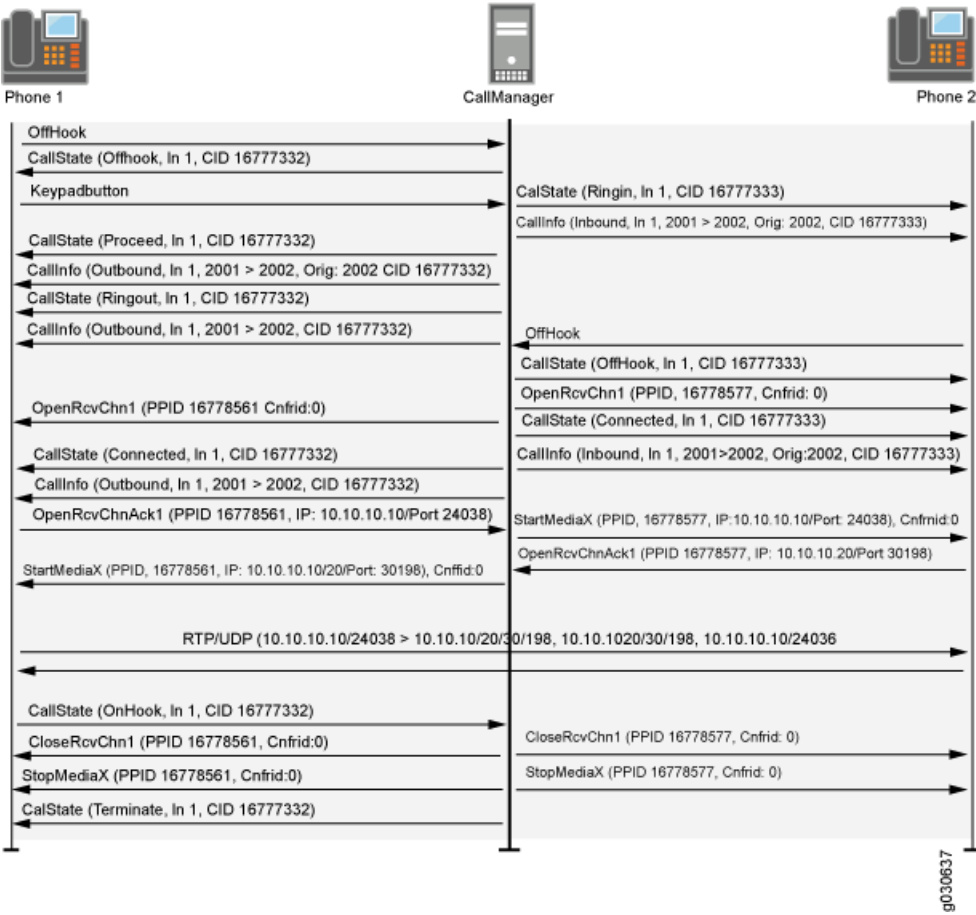 Phone 1
CallManager
Phone 2
OffHook
CallState (Offhook, In 1, CID 16777332)
Keypadbutton
CalState (Ringin, In 1, CID 16777333)
CallInfo (Inbound, In 1, 2001 > 2002, Orig: 2002, CID 16777333)
CallState (Proceed, In 1, CID 16777332)
CallInfo (Outbound, In 1, 2001 > 2002, Orig: 2002 CID 16777332)
CallState (Ringout, In 1, CID 16777332)
CallInfo (Outbound, In 1, 2001 > 2002, CID 16777332)
OffHook
CallState (OffHook, In 1, CID 16777333)
OpenRcvChn1 (PPID, 16778577, Cnfrid: 0)
OpenRcvChn1 (PPID 16778561 Cnfrid:0)
CallState (Connected, In 1, CID 16777333)
CallState (Connected, In 1, CID 16777332)
CallInfo (Inbound, In 1, 2001>2002, Orig:2002, CID 16777333)
CallInfo (Outbound, In 1, 2001 > 2002, CID 16777332)
OpenRcvChnAck1 (PPID 16778561, IP: 10.10.10.10/Port 24038)
StartMediaX (PPID, 16778577, IP:10.10.10.10/Port: 24038), Cnfrnid:0
OpenRcvChnAck1 (PPID 16778577, IP: 10.10.10.20/Port 30198)
StartMediaX (PPID, 16778561, IP: 10.10.10.10/20/Port: 30198), Cnffid:0
RTP/UDP (10.10.10.10/24038 > 10.10.10/20/30/198, 10.10.1020/30/198, 10.10.10.10/24036
CallState (OnHook, In 1, CID 16777332)
CloseRcvChn1 (PPID 16778561, Cnfrid:0)
CloseRcvChn1 (PPID 16778577, Cnfrid: 0)
StopMediaX (PPID 16778561, Cnfrid:0)
StopMediaX (PPID 16778577, Cnfrid: 0)
CalState (Terminate, In 1, CID 16777332)
g030637